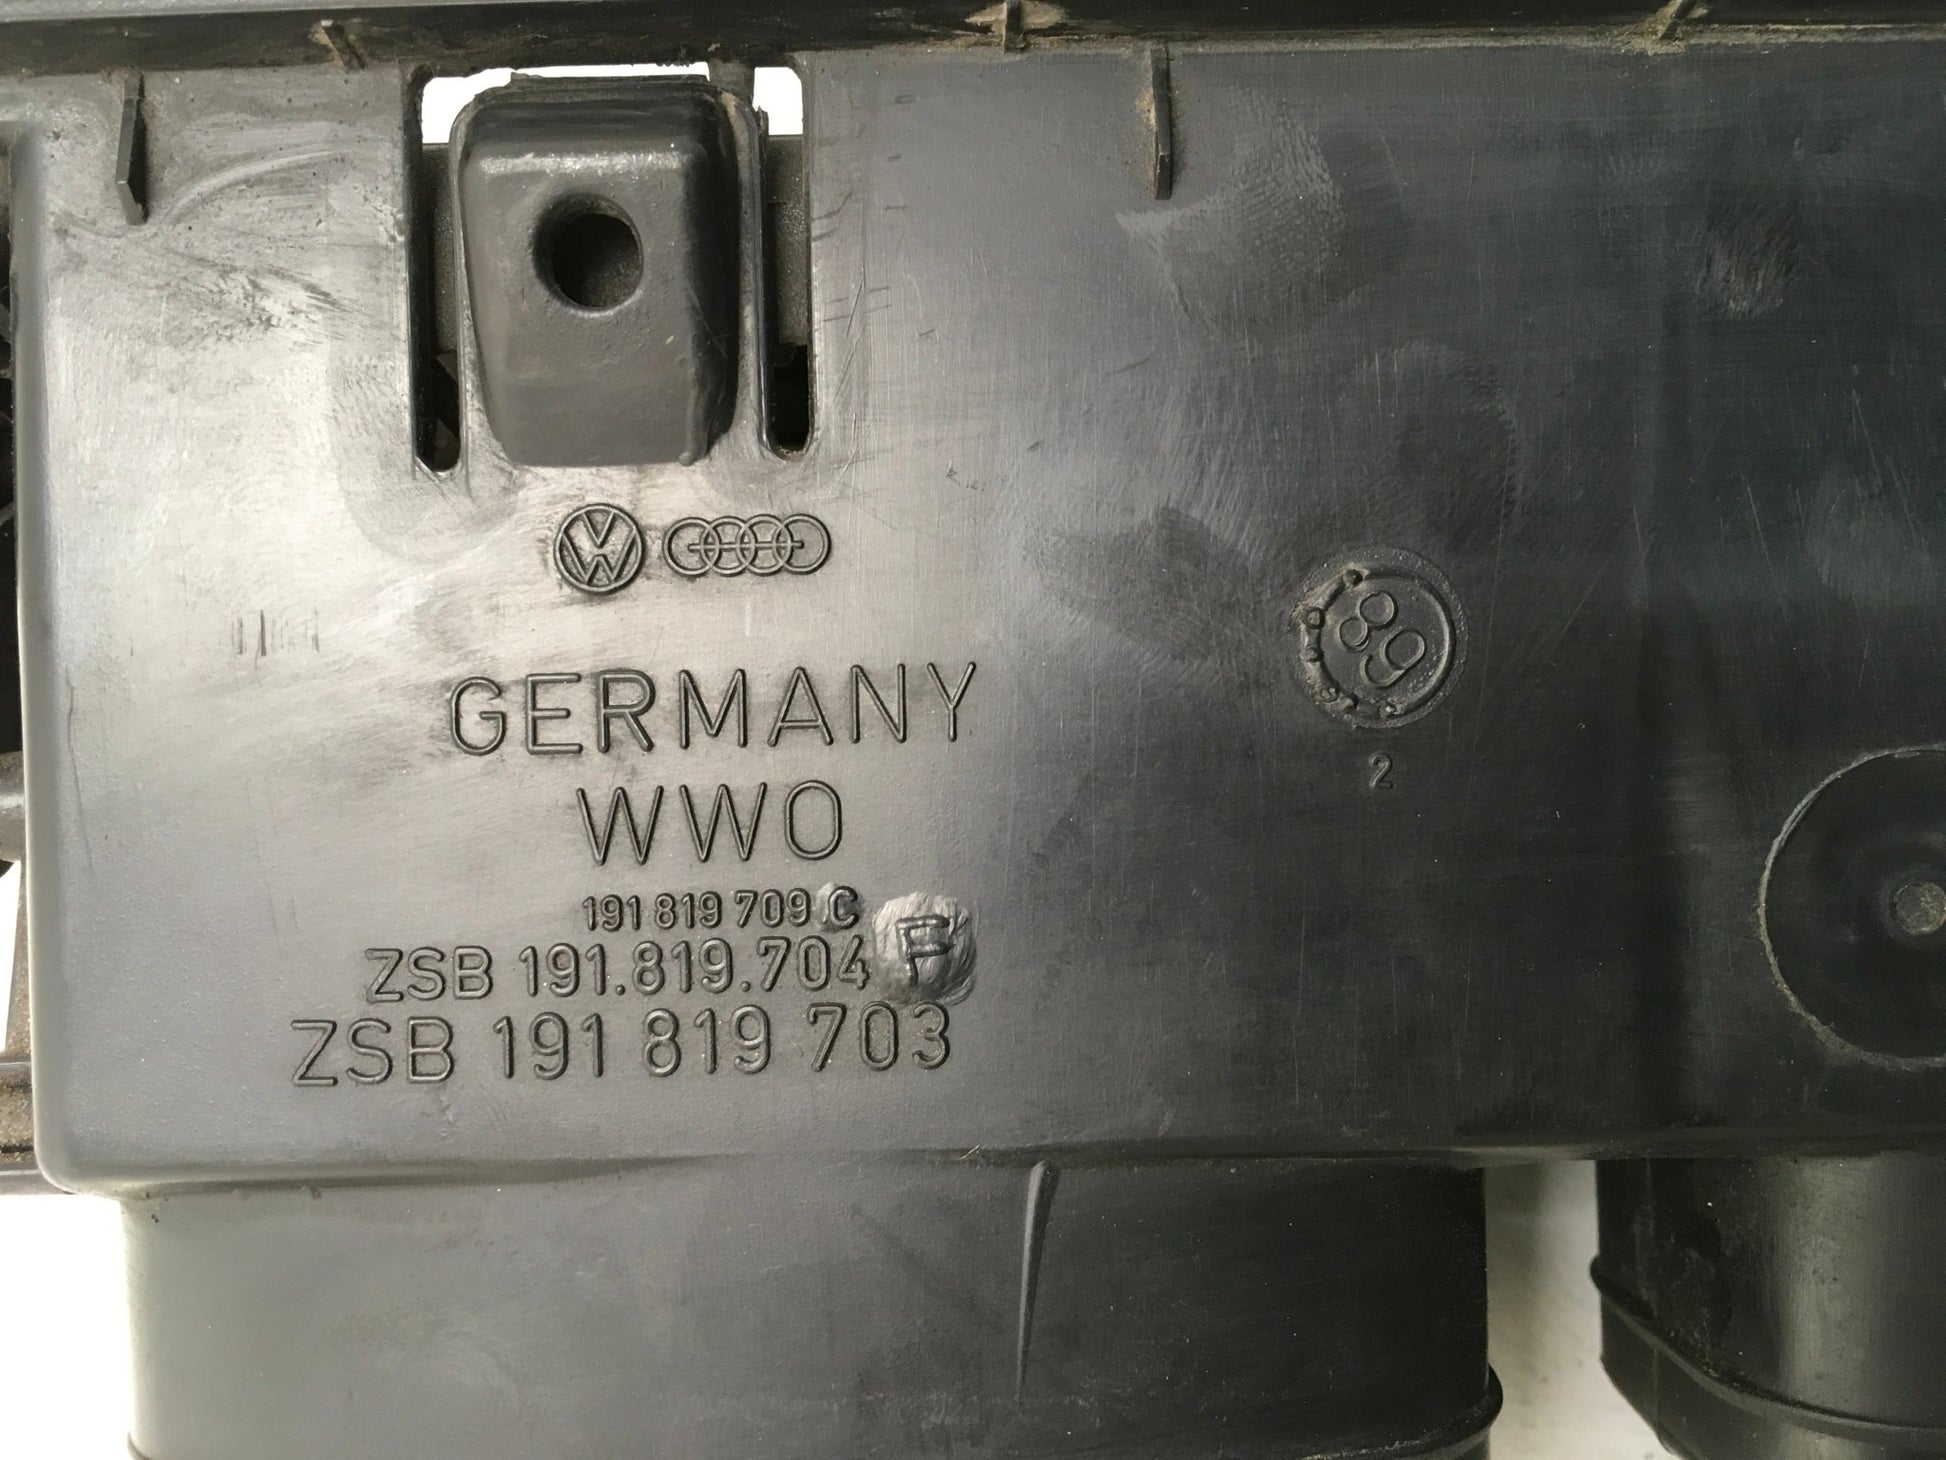 GERMANY
WWO
191 819 709 C
ZSB 191.819.704 F
ZSB 191 819 703
89
2